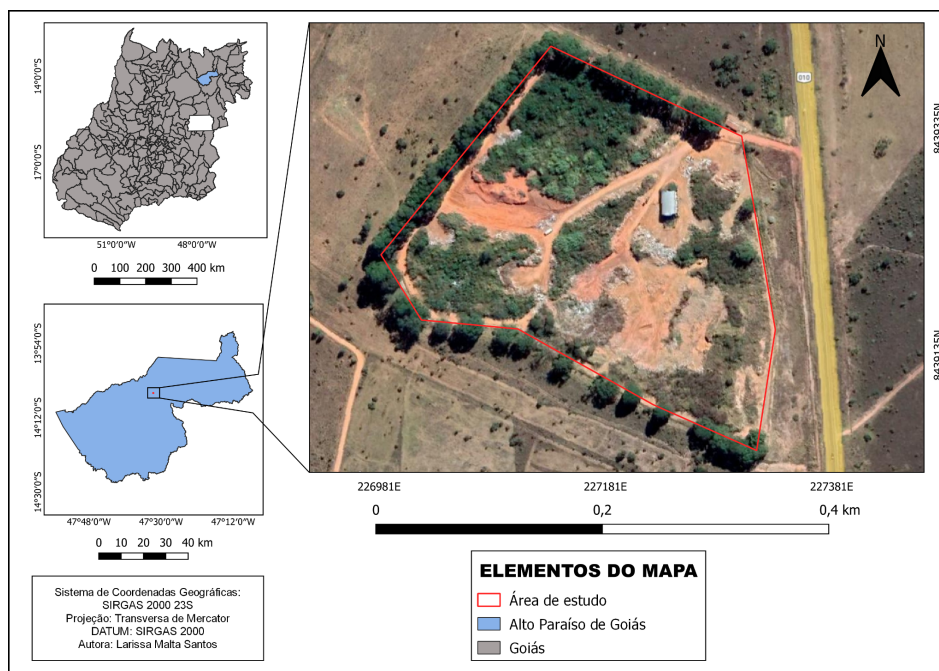 14°0'0"S
17°0'0"S
51°0'0"W 48°0'0"W
0 100 200 300 400 km
13°54'0"S
14°12'0"S
14°30'0"S
47°48'0"W 47°30'0"W 47°12'0"W
0 10 20 30 40 km
Sistema de Coordenadas Geográficas:
SIRGAS 2000 23S
Projeção: Transversa de Mercator
DATUM: SIRGAS 2000
Autora: Larissa Malta Santos
N
010
8439335N
8439135N
226981E 227181E 227381E
0 0,2 0,4 km
ELEMENTOS DO MAPA
Área de estudo
Alto Paraíso de Goiás
Goiás